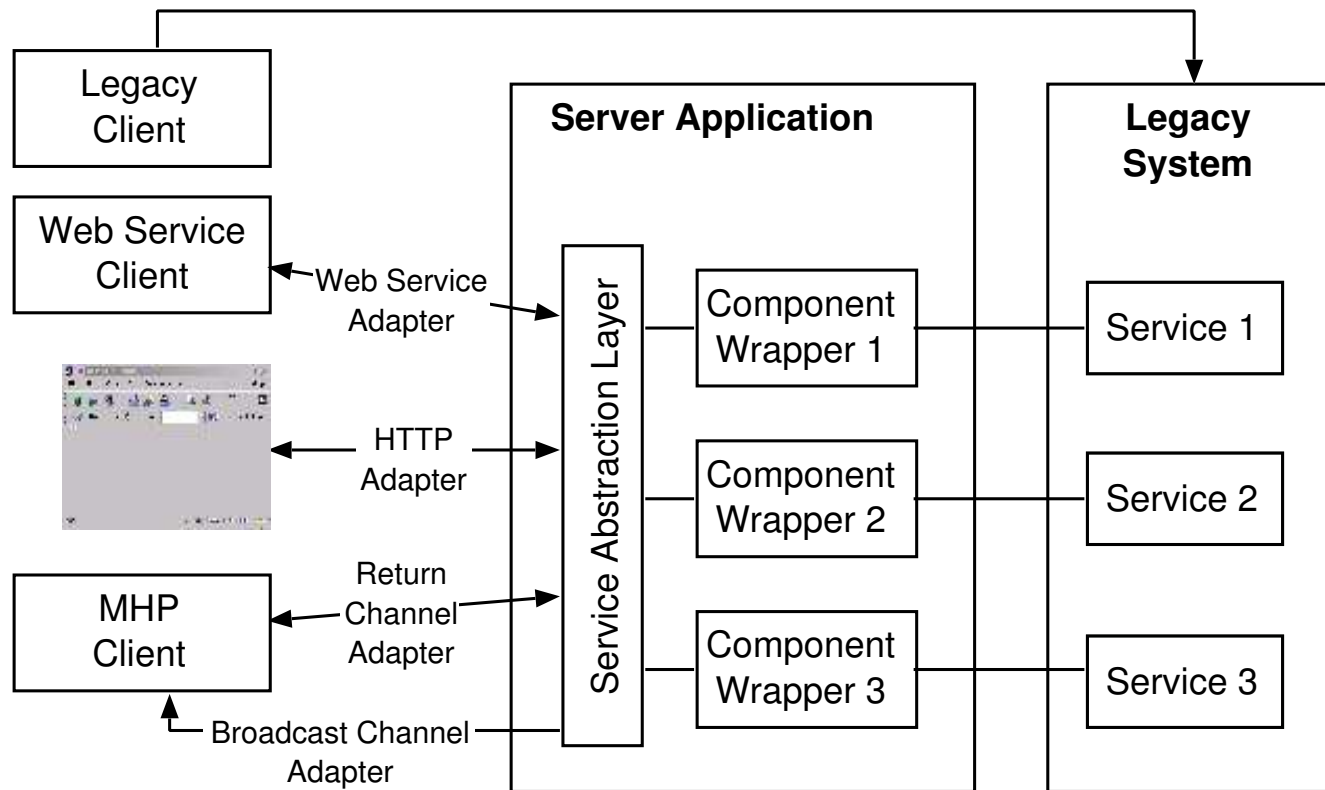 Legacy
Client
Server Application
Legacy
System
Web Service
Client
Web Service
Adapter
Service Abstraction Layer
Component
Wrapper 1
Service 1
HTTP
Adapter
Component
Wrapper 2
Service 2
MHP
Client
Return
Channel
Adapter
Component
Wrapper 3
Service 3
Broadcast Channel
Adapter